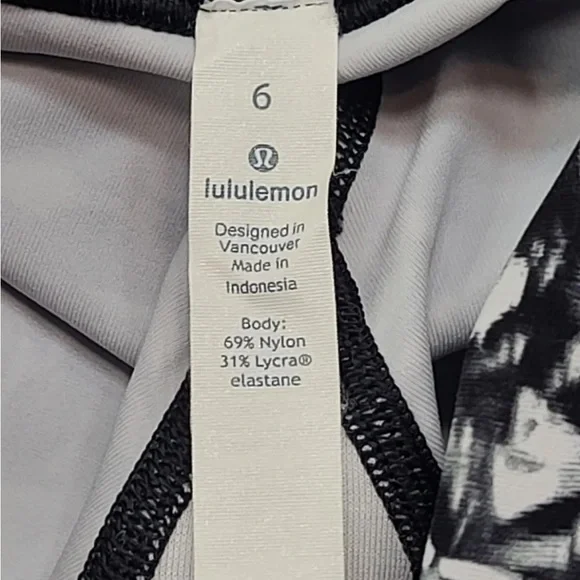 6
lululemon
Designed in
Vancouver
Made in
Indonesia
Body:
69% Nylon
31% Lycra®
elastane